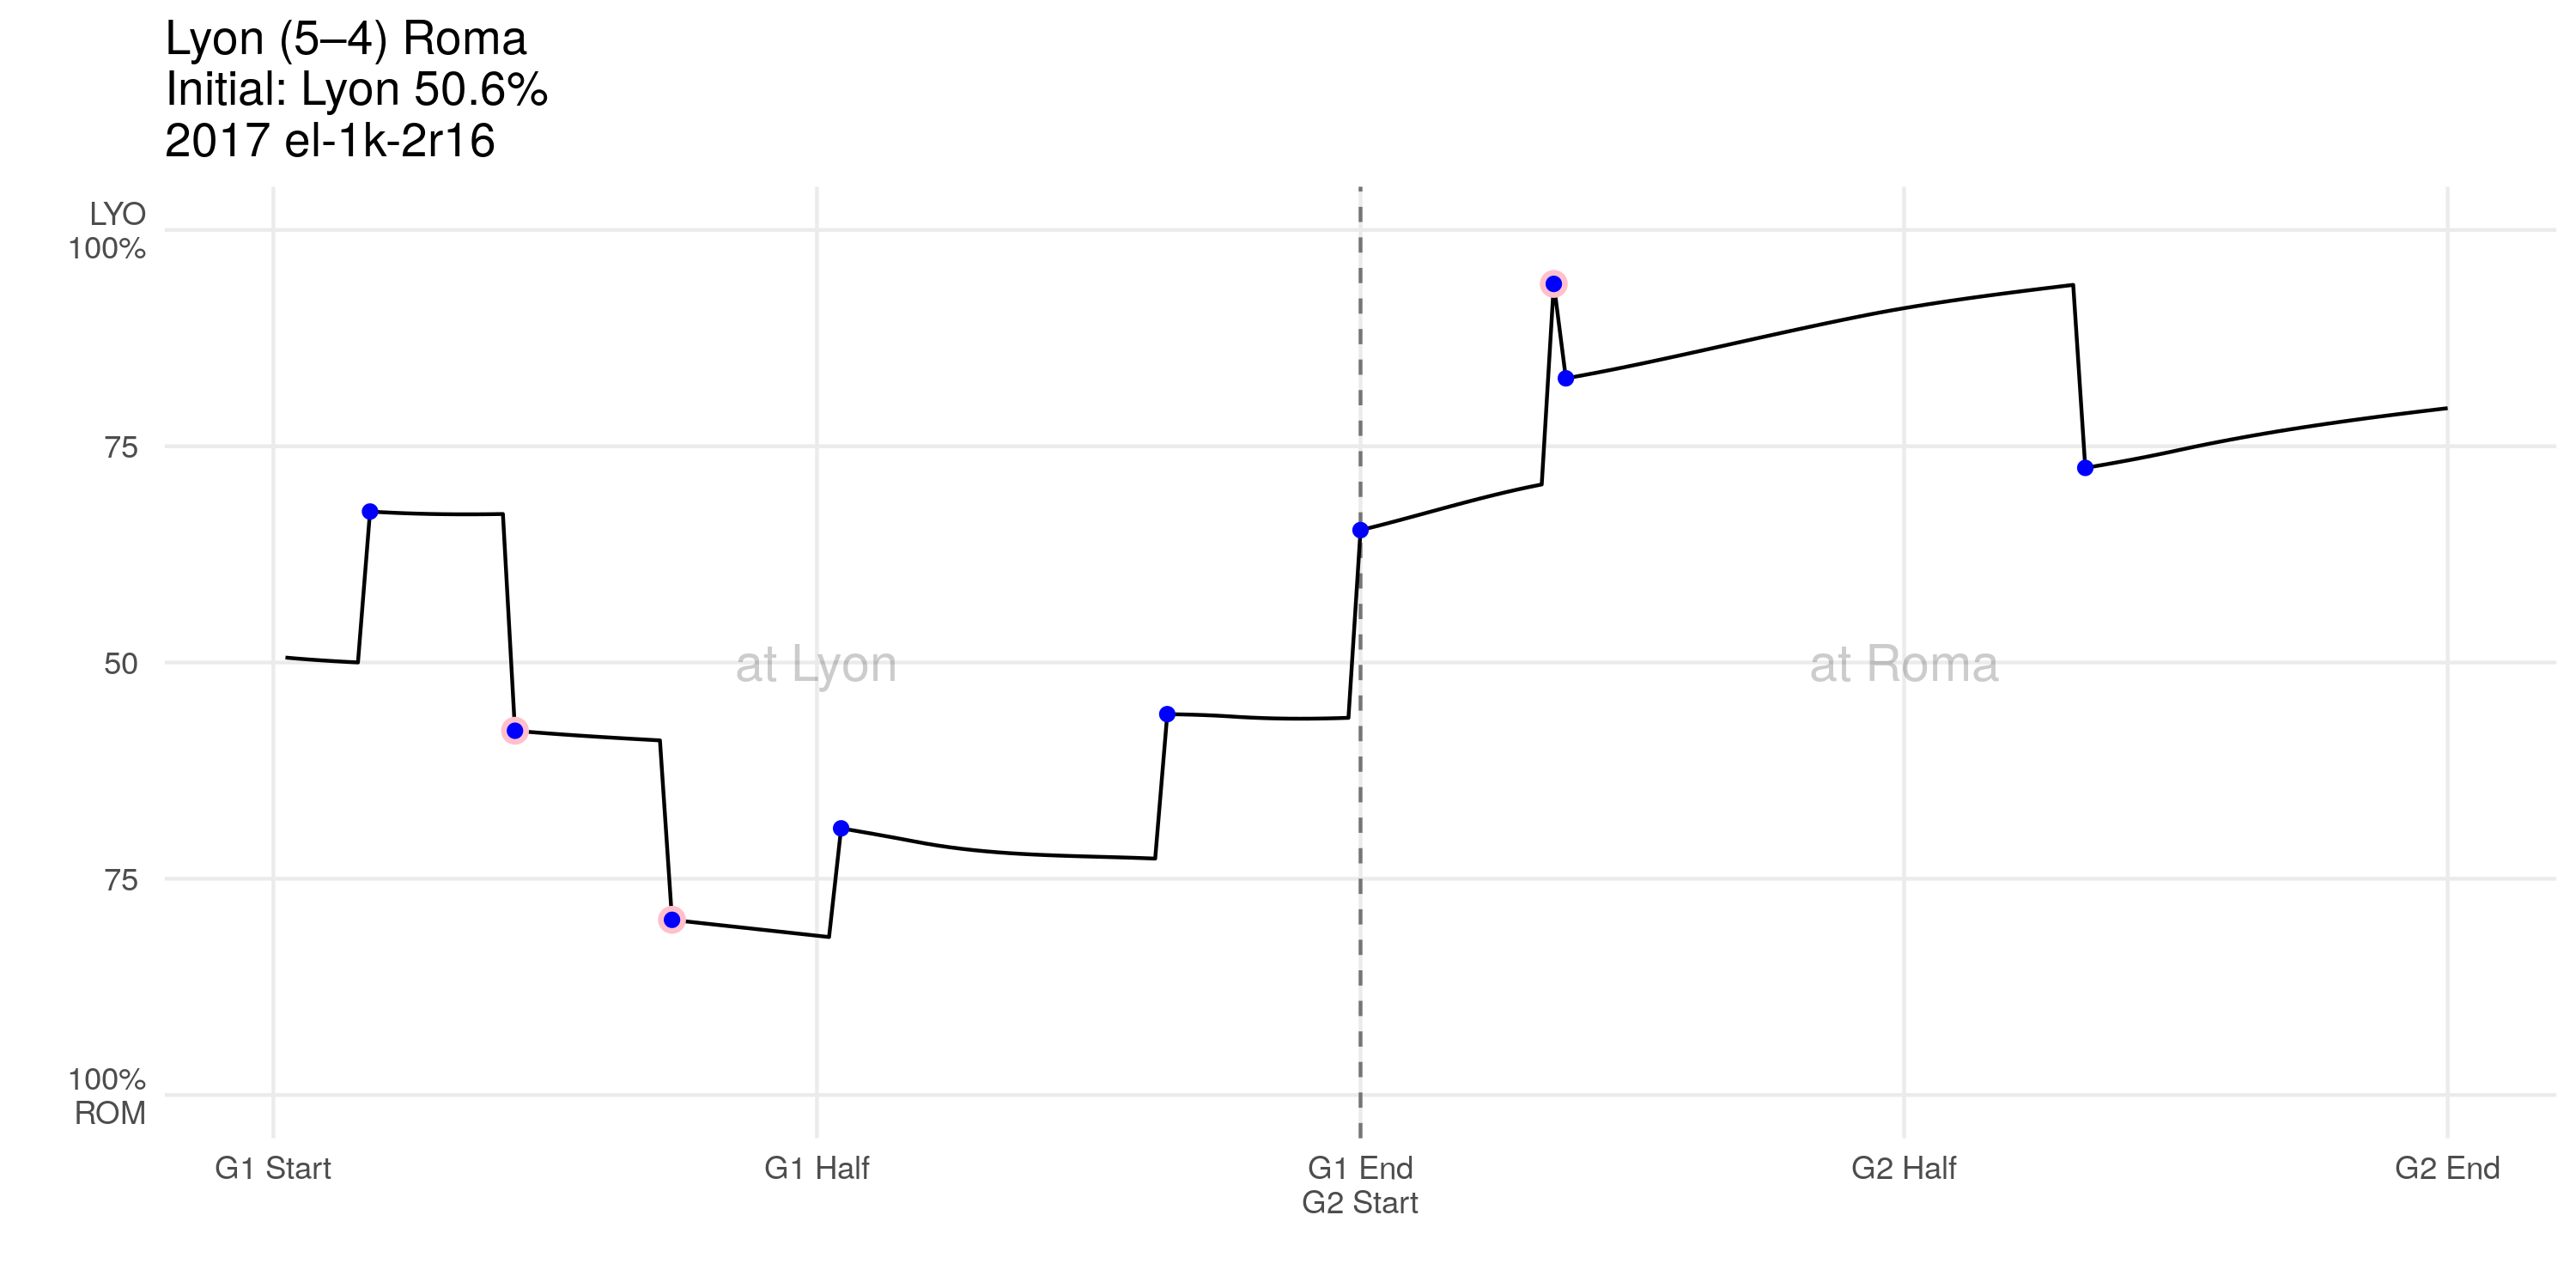 Lyon (5–4) Roma
Initial: Lyon 50.6%
2017 el-1k-2r16
LYO
100%
75
50
75
100%
ROM
at Lyon
at Roma
G1 Start
G1 Half
G1 End
G2 Start
G2 Half
G2 End